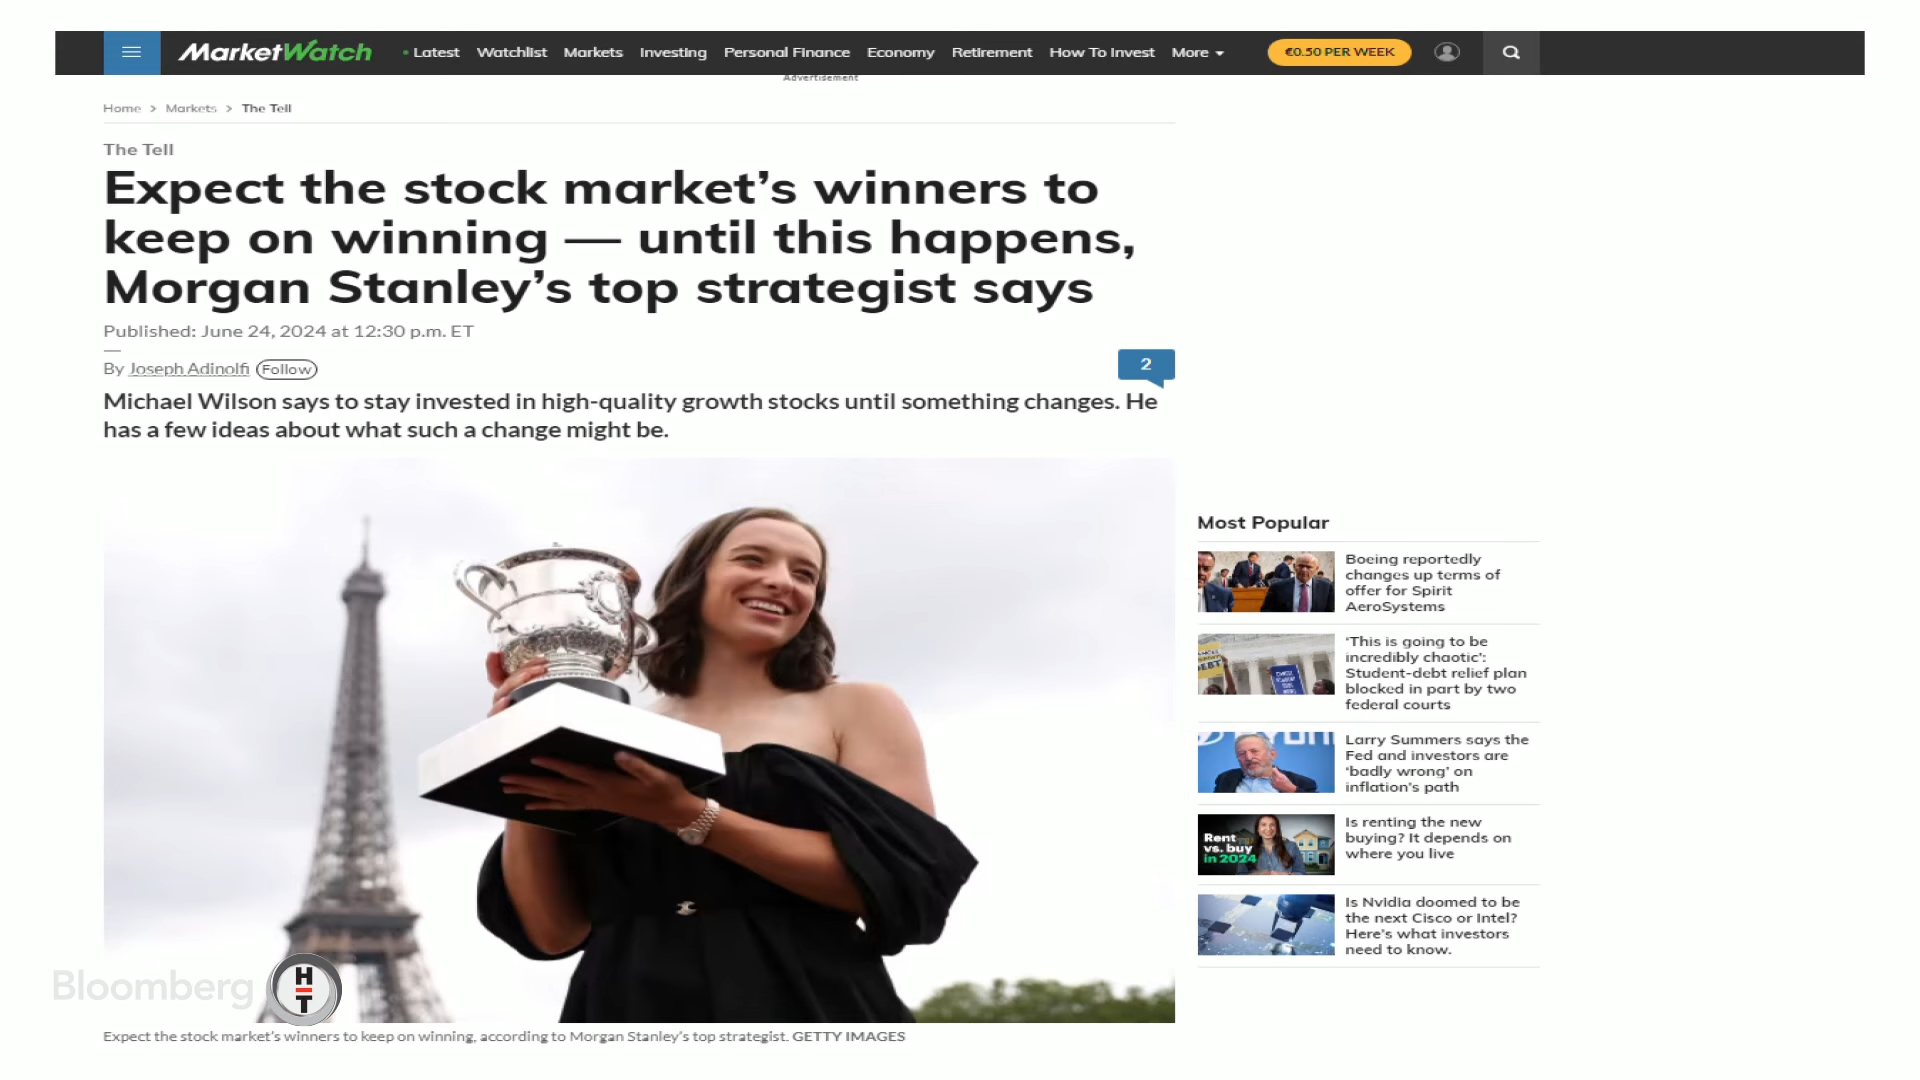 MarketWatch
Latest Watchlist Markets Investing Personal Finance Economy Retirement How To Invest More
€0.50 PER WEEK
Advertisement
Home > Markets > The Tell
The Tell
Expect the stock market’s winners to
keep on winning — until this happens,
Morgan Stanley’s top strategist says
Published: June 24, 2024 at 12:30 p.m. ET
By Joseph Adinolfi Follow
2
Michael Wilson says to stay invested in high-quality growth stocks until something changes. He
has a few ideas about what such a change might be.
Expect the stock market’s winners to keep on winning, according to Morgan Stanley’s top strategist. GETTY IMAGES
Most Popular
Boeing reportedly
changes up terms of
offer for Spirit
AeroSystems
‘This is going to be
incredibly chaotic’:
Student-debt relief plan
blocked in part by two
federal courts
DEBT
Larry Summers says the
Fed and investors are
‘badly wrong’ on
inflation’s path
Is renting the new
buying? It depends on
where you live
Rent
vs. buy
in 2024
Is Nvidia doomed to be
the next Cisco or Intel?
Here’s what investors
need to know.
Bloomberg
HT